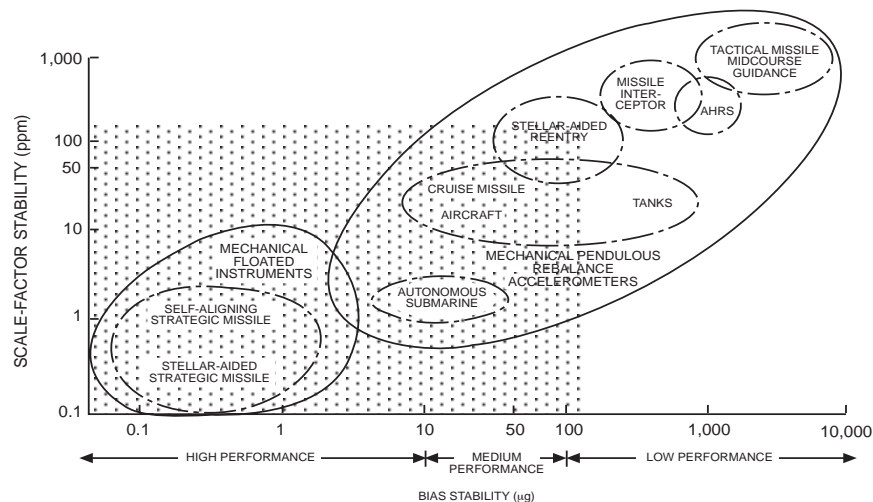 SCALE-FACTOR STABILITY (ppm)
1,000
100
50
10
1
0.1
TACTICAL MISSILE
MIDCOURSE
GUIDANCE
MISSILE
INTER-
CEPTOR
AHRS
STELLAR-AIDED
REENTRY
CRUISE MISSILE
AIRCRAFT
TANKS
MECHANICAL
FLOATED
INSTRUMENTS
MECHANICAL PENDULOUS
REBALANCE
ACCELEROMETERS
AUTONOMOUS
SUBMARINE
SELF-ALIGNING
STRATEGIC MISSILE
STELLAR-AIDED
STRATEGIC MISSILE
0.1 1 10 50 100 1,000 10,000
HIGH PERFORMANCE
MEDIUM
PERFORMANCE
LOW PERFORMANCE
BIAS STABILITY (µg)